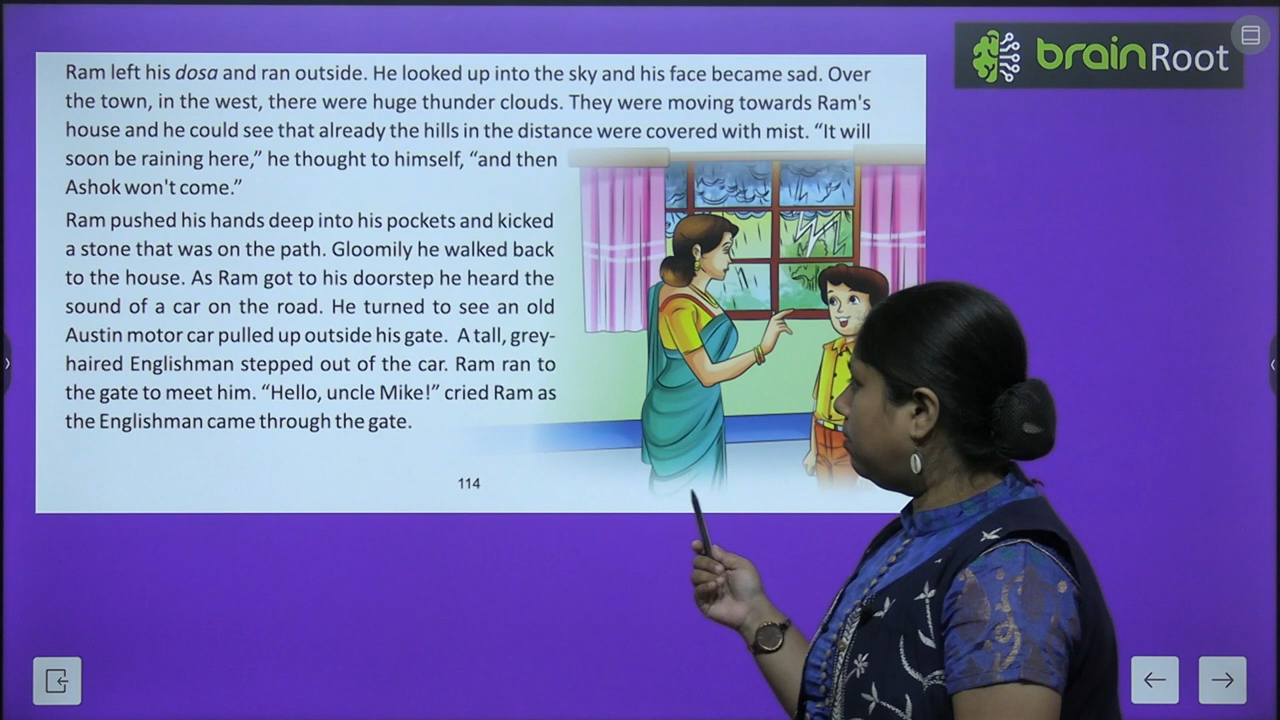 brainRoot
Ram left his dosa and ran outside. He looked up into the sky and his face became sad. Over
the town, in the west, there were huge thunder clouds. They were moving towards Ram's
house and he could see that already the hills in the distance were covered with mist. “It will
soon be raining here,” he thought to himself, “and then
Ashok won't come.”
Ram pushed his hands deep into his pockets and kicked
a stone that was on the path. Gloomily he walked back
to the house. As Ram got to his doorstep he heard the
sound of a car on the road. He turned to see an old
Austin motor car pulled up outside his gate. A tall, grey-
haired Englishman stepped out of the car. Ram ran to
the gate to meet him. “Hello, uncle Mike!” cried Ram as
the Englishman came through the gate.
114